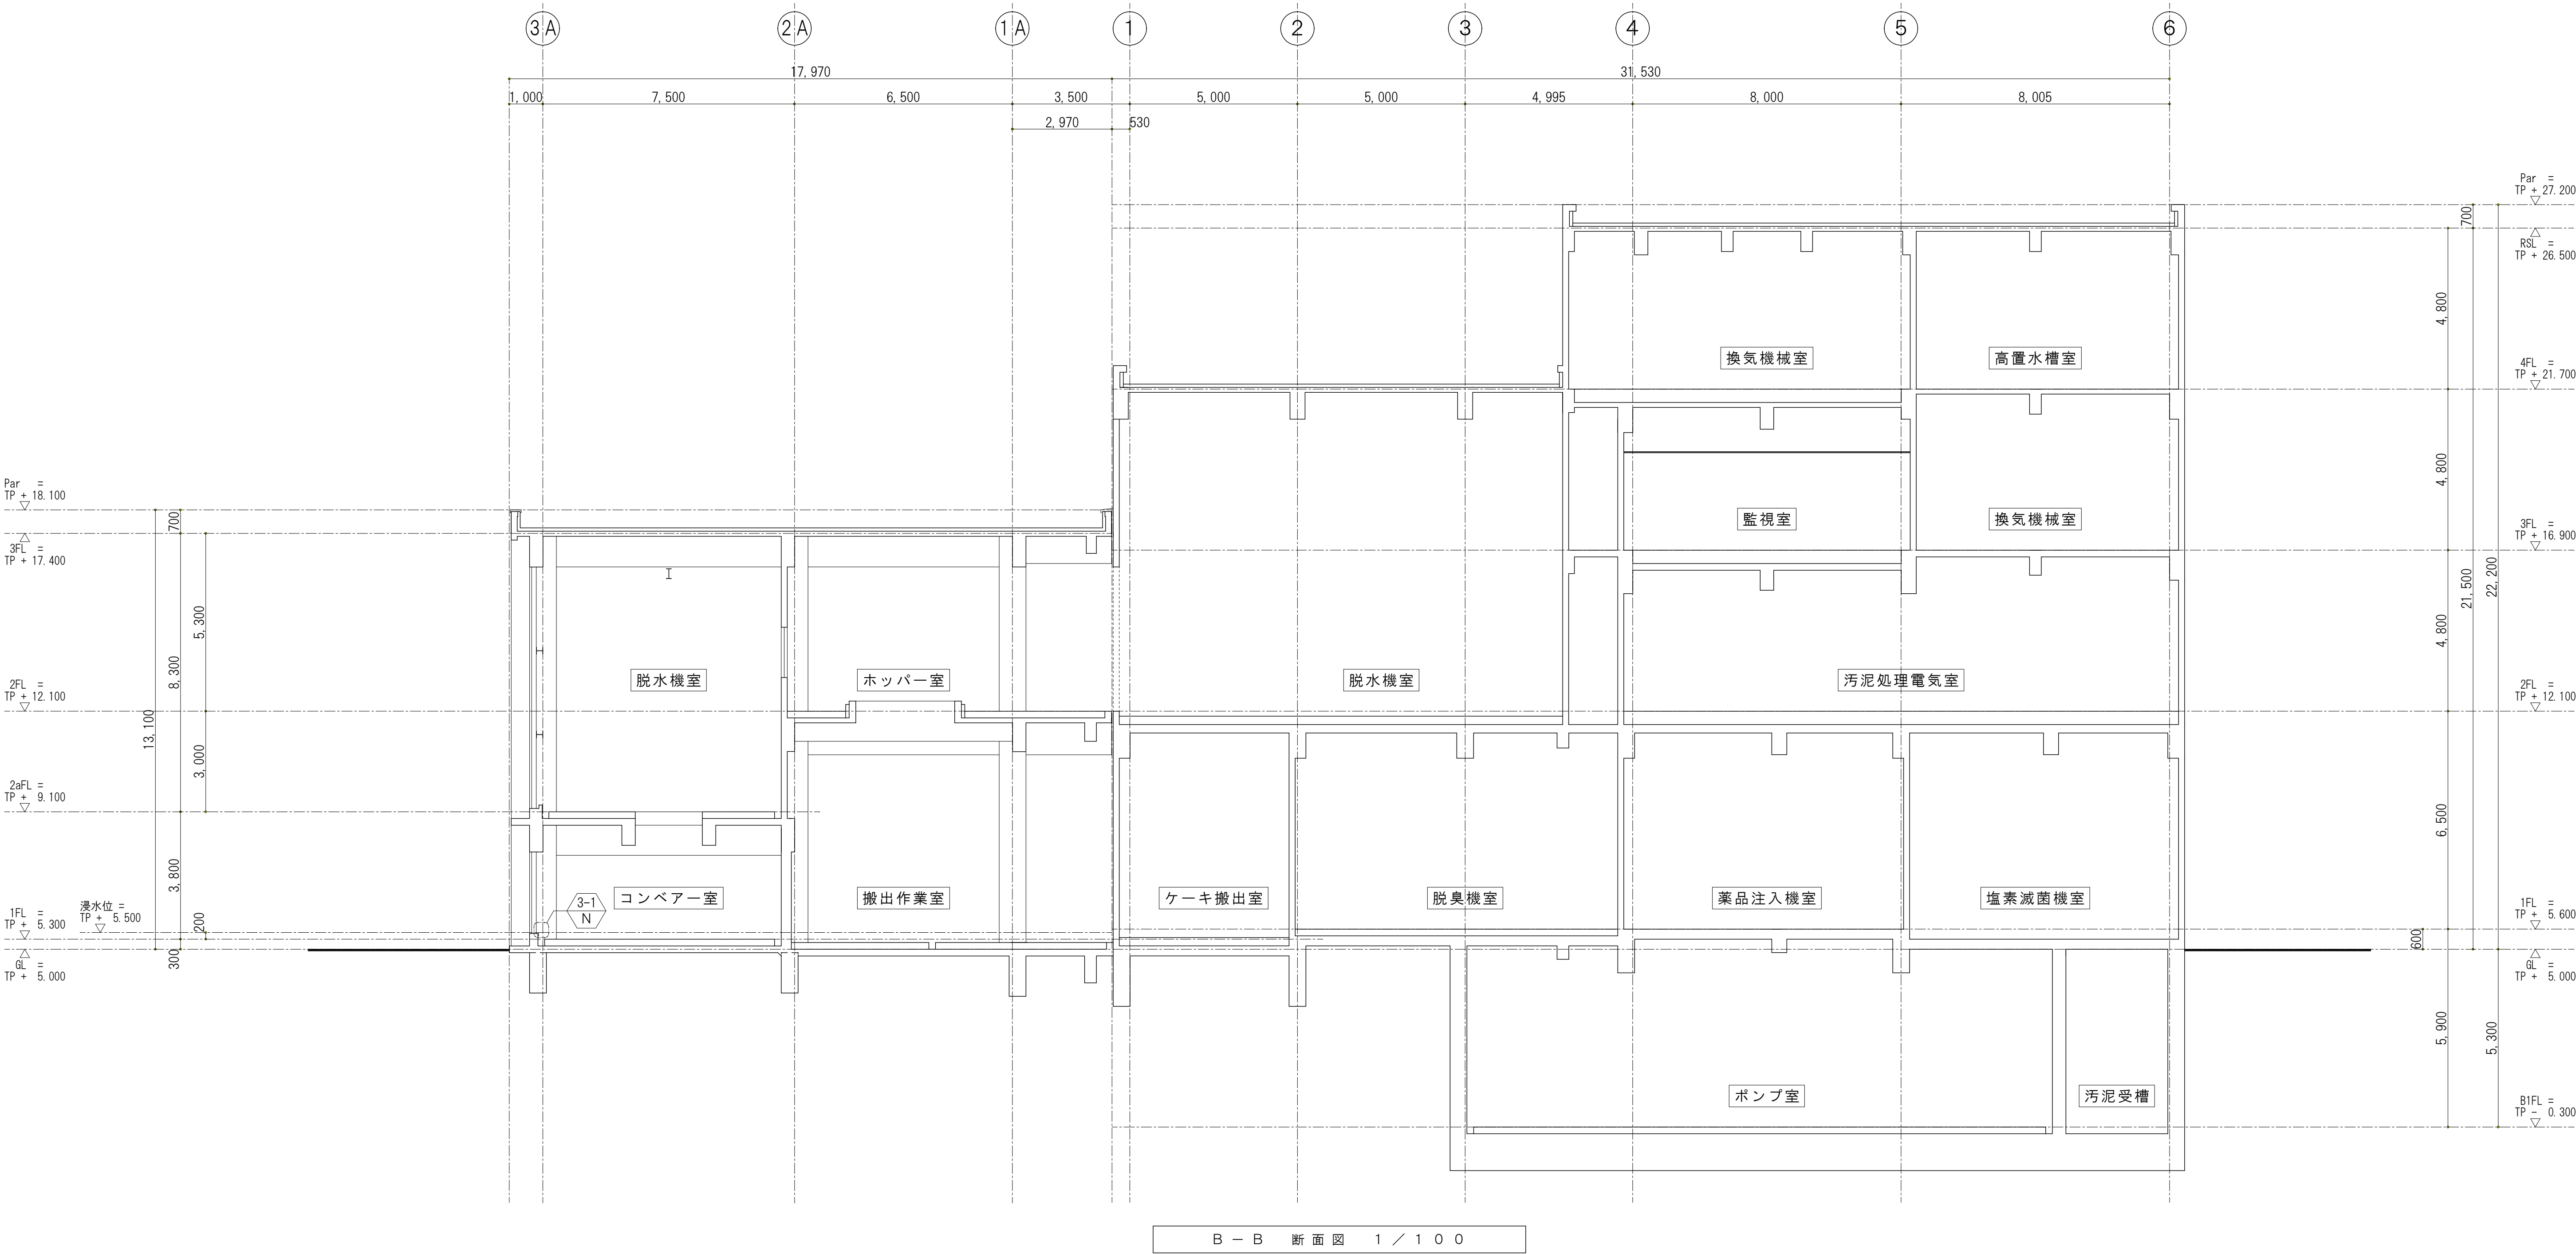 3A 2A 1A 1 2 3 4 5 6
17,970 31,530
1,000 7,500 6,500 3,500 5,000 5,000 4,995 8,000 8,005
2,970 530
Par =
TP + 27.200
700
RSL =
TP + 26.500
4,800
換気機械室 高置水槽室
4FL =
TP + 21.700
4,800
Par =
TP + 18.100
700
監視室 換気機械室
3FL =
TP + 17.400
3FL =
TP + 16.900
5,300
8,300
13,100
4,800
21,500
22,200
脱水機室 ホッパー室 脱水機室 汚泥処理電気室
2FL =
TP + 12.100
2FL =
TP + 12.100
3,000
2aFL =
TP + 9.100
6,500
3,800
コンベアー室 搬出作業室 ケーキ搬出室 脱臭機室 薬品注入機室 塩素滅菌機室
3-1
N
浸水位 =
TP + 5.500
200
1FL =
TP + 5.300
1FL =
TP + 5.600
300
600
GL =
TP + 5.000
GL =
TP + 5.000
5,900
5,300
ポンプ室 汚泥受槽
B1FL =
TP - 0.300
B-B 断面図 1/100